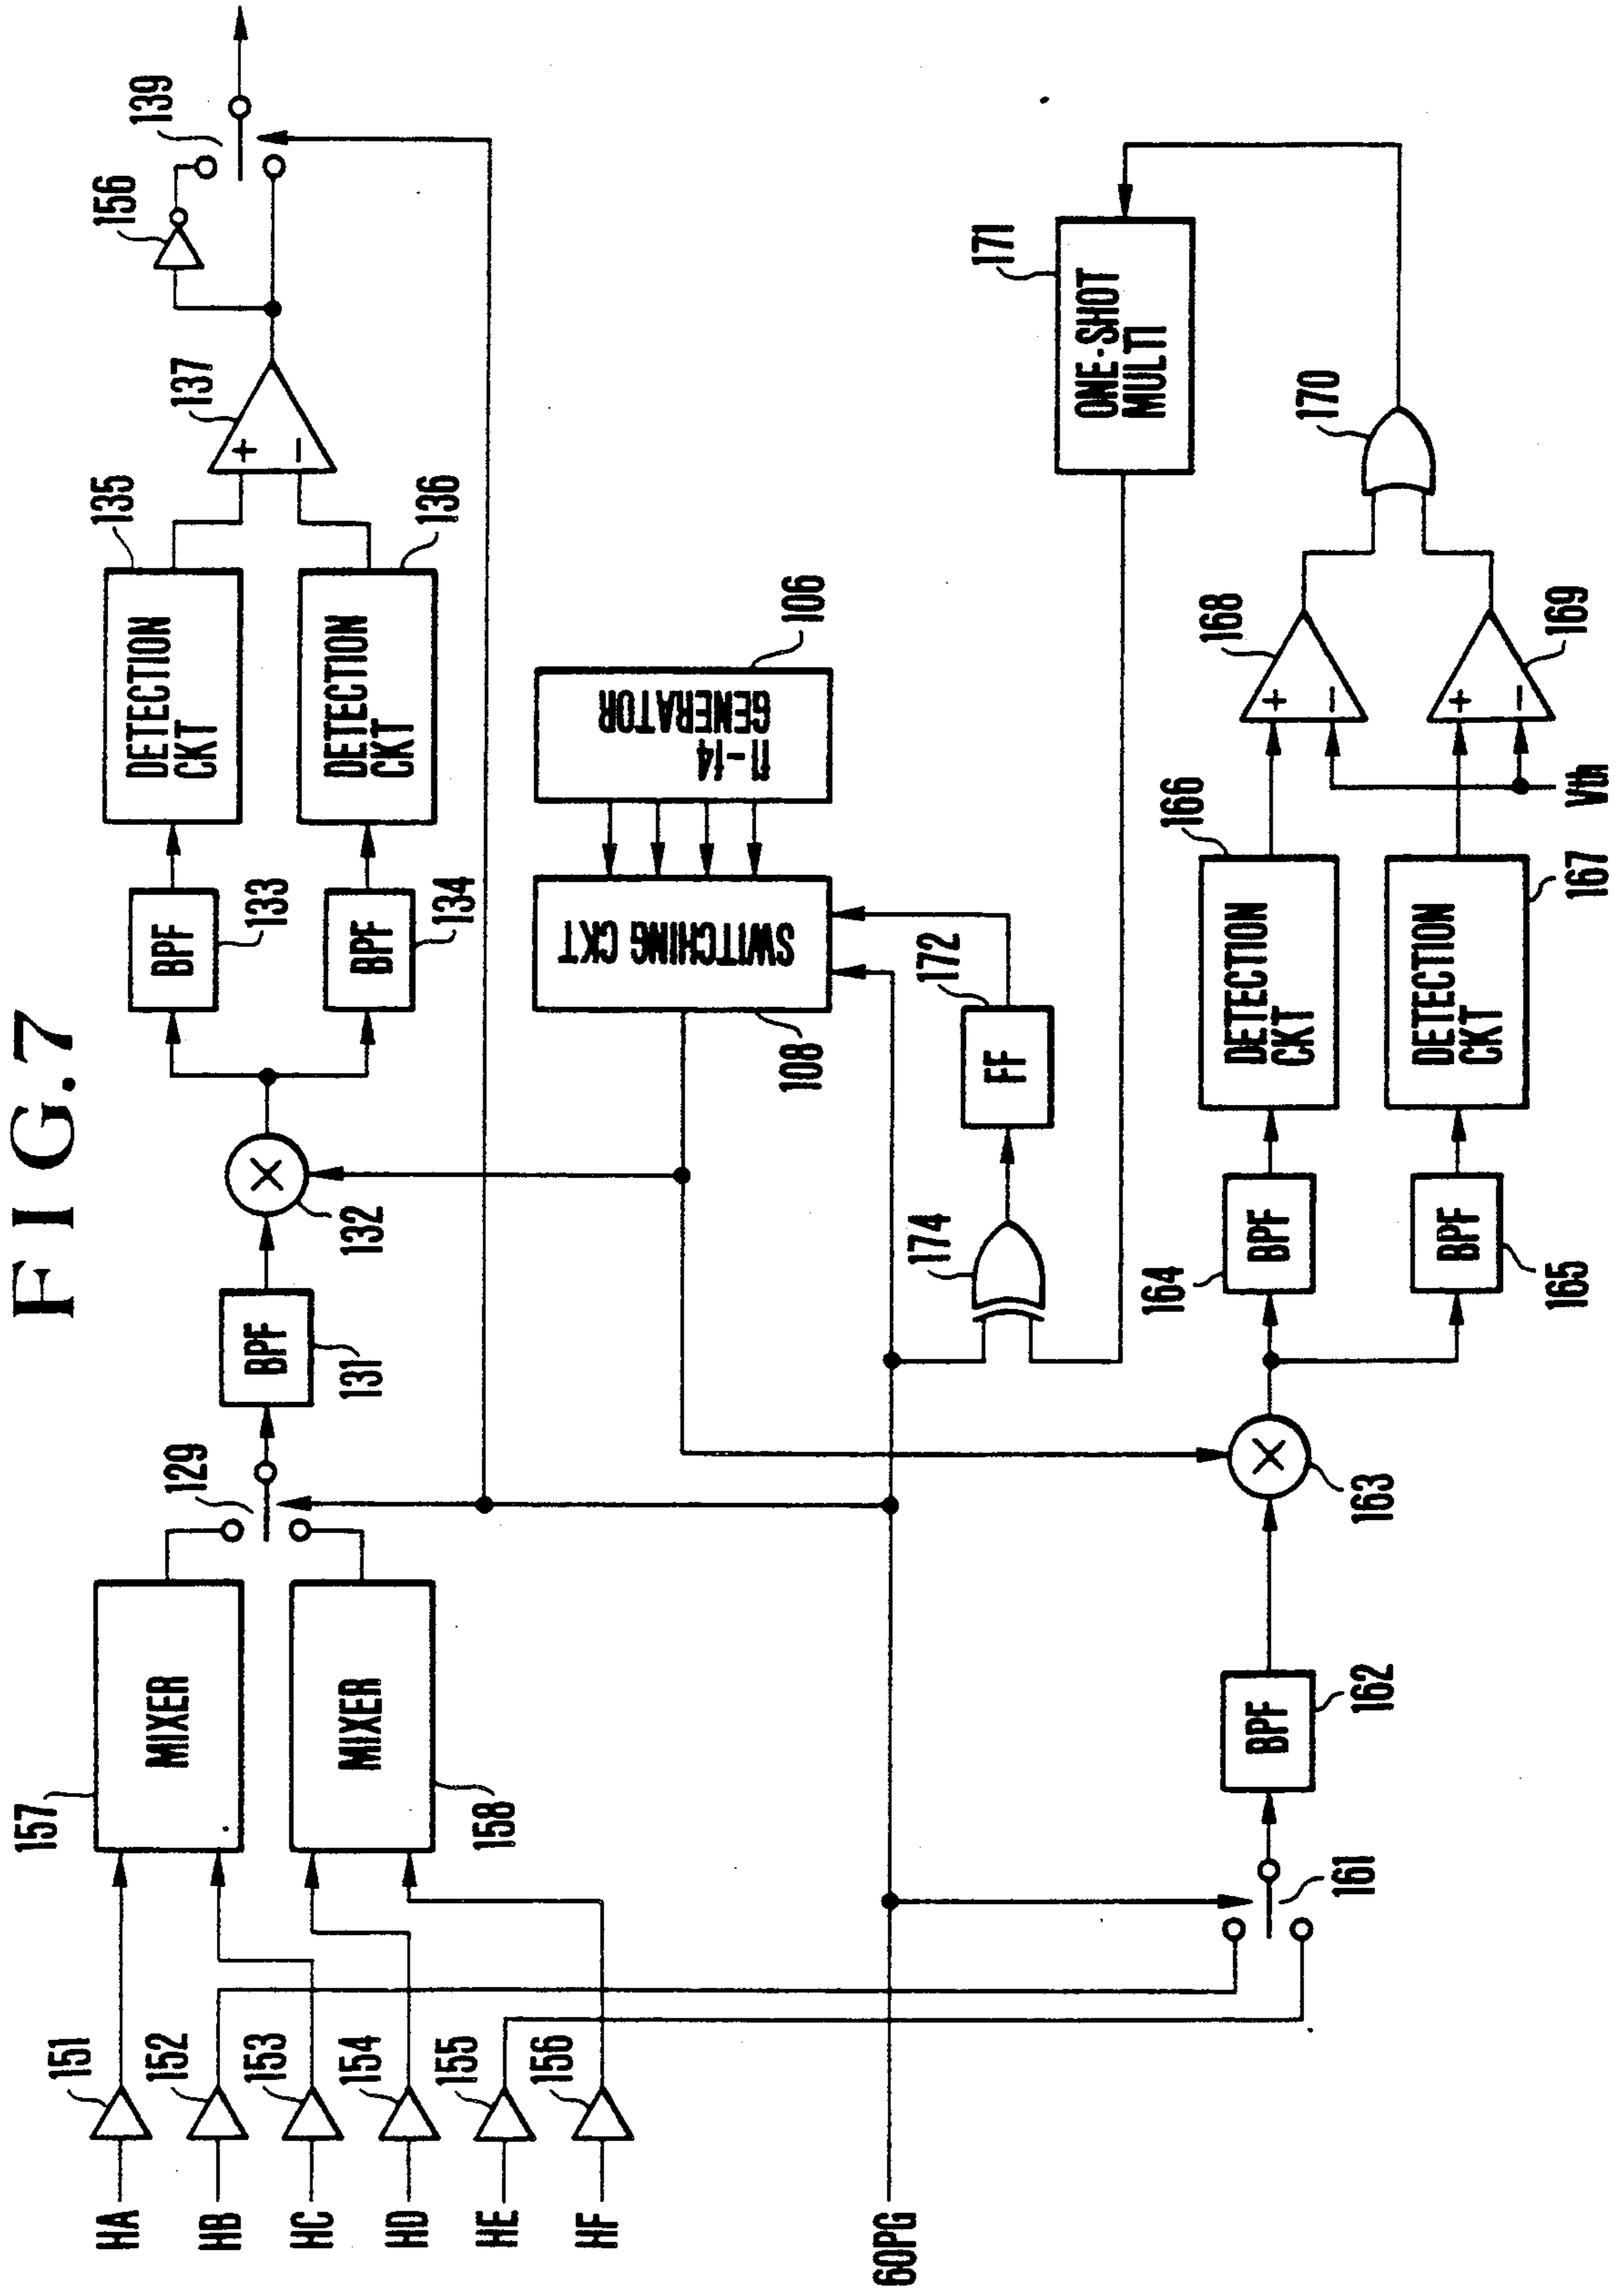 FIG.7
HA
HB
HC
HD
HE
HF
60PG
151
152
153
154
155
156
157
MIXER
158
MIXER
129
BPF
131
132
BPF
133
BPF
134
135
DETECTION
CKT
136
DETECTION
CKT
137
+
−
156
139
106
f1-f4
GENERATOR
SWITCHING CKT
108
172
FF
174
171
ONE-SHOT
MULTI
161
BPF
162
163
164
BPF
BPF
165
166
DETECTION
CKT
DETECTION
CKT
167
Vth
168
+
−
+
−
169
170